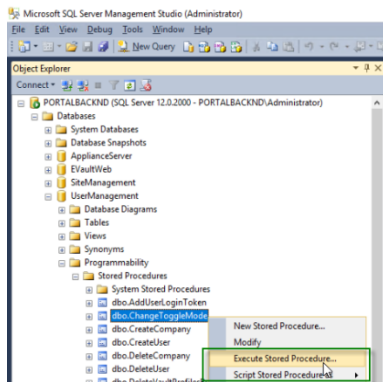 Microsoft SQL Server Management Studio (Administrator)
File Edit View Debug Tools Window Help
New Query
Object Explorer
Connect
PORTALBACKND (SQL Server 12.0.2000 - PORTALBACKND\Administrator)
Databases
System Databases
Database Snapshots
ApplianceServer
EVaultWeb
SiteManagement
UserManagement
Database Diagrams
Tables
Views
Synonyms
Programmability
Stored Procedures
System Stored Procedures
dbo.AddUserLoginToken
dbo.ChangeToggleMode
dbo.CreateCompany
New Stored Procedure...
dbo.CreateUser
Modify
dbo.DeleteCompany
Execute Stored Procedure...
dbo.DeleteUser
Script Stored Procedure